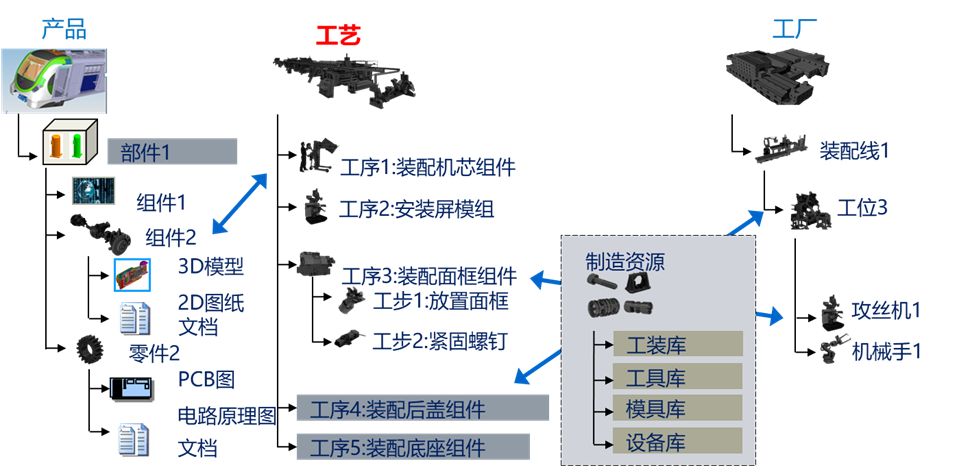 产品
部件1
组件1
组件2
3D模型
2D图纸
文档
零件2
PCB图
电路原理图
文档
工艺
工序1:装配机芯组件
工序2:安装屏模组
工序3:装配面框组件
工步1:放置面框
工步2:紧固螺钉
工序4:装配后盖组件
工序5:装配底座组件
制造资源
工装库
工具库
模具库
设备库
工厂
装配线1
工位3
攻丝机1
机械手1